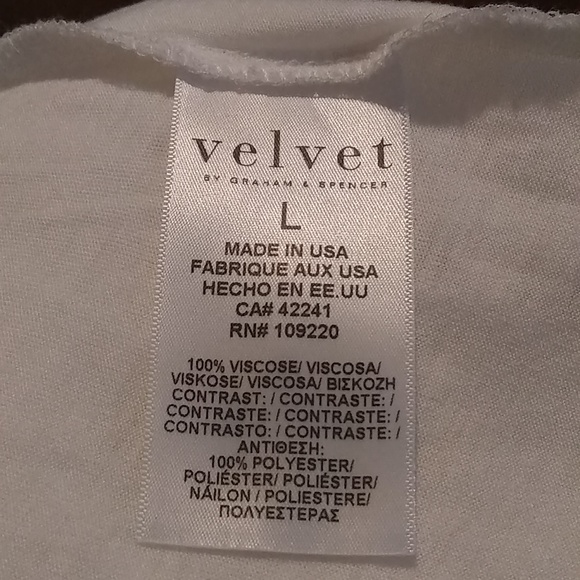 velvet
BY GRAHAM & SPENCER
L
MADE IN USA
FABRIQUE AUX USA
HECHO EN EE.UU
CA# 42241
RN# 109220
100% VISCOSE/ VISCOSA/
VISKOSE/ VISCOSA/ ΒΙΣΚΟΖΗ
CONTRAST: / CONTRASTE: /
CONTRASTE: / CONTRASTE: /
CONTRASTO: / CONTRASTE: /
ΑΝΤΙΘΕΣΗ:
100% POLYESTER/
POLIÉSTER/ POLIÉSTER/
NÁILON / POLIESTERE/
ΠΟΛΥΕΣΤΕΡΑΣ